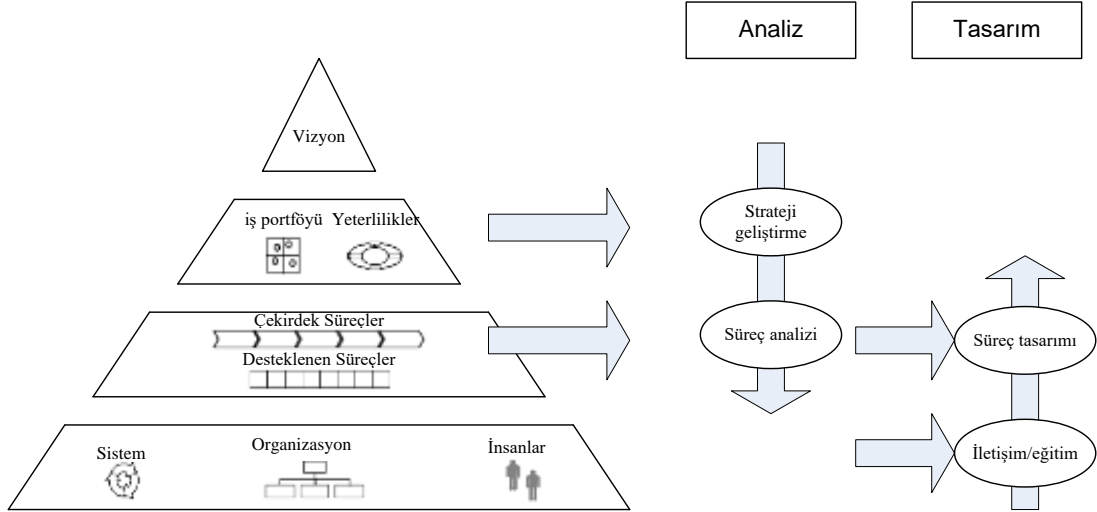 Analiz
Tasarım
Vizyon
iş portföyü Yeterlilikler
Strateji
geliştirme
Çekirdek Süreçler
Desteklenen Süreçler
Süreç analizi
Süreç tasarımı
Sistem
Organizasyon
İnsanlar
İletişim/eğitim